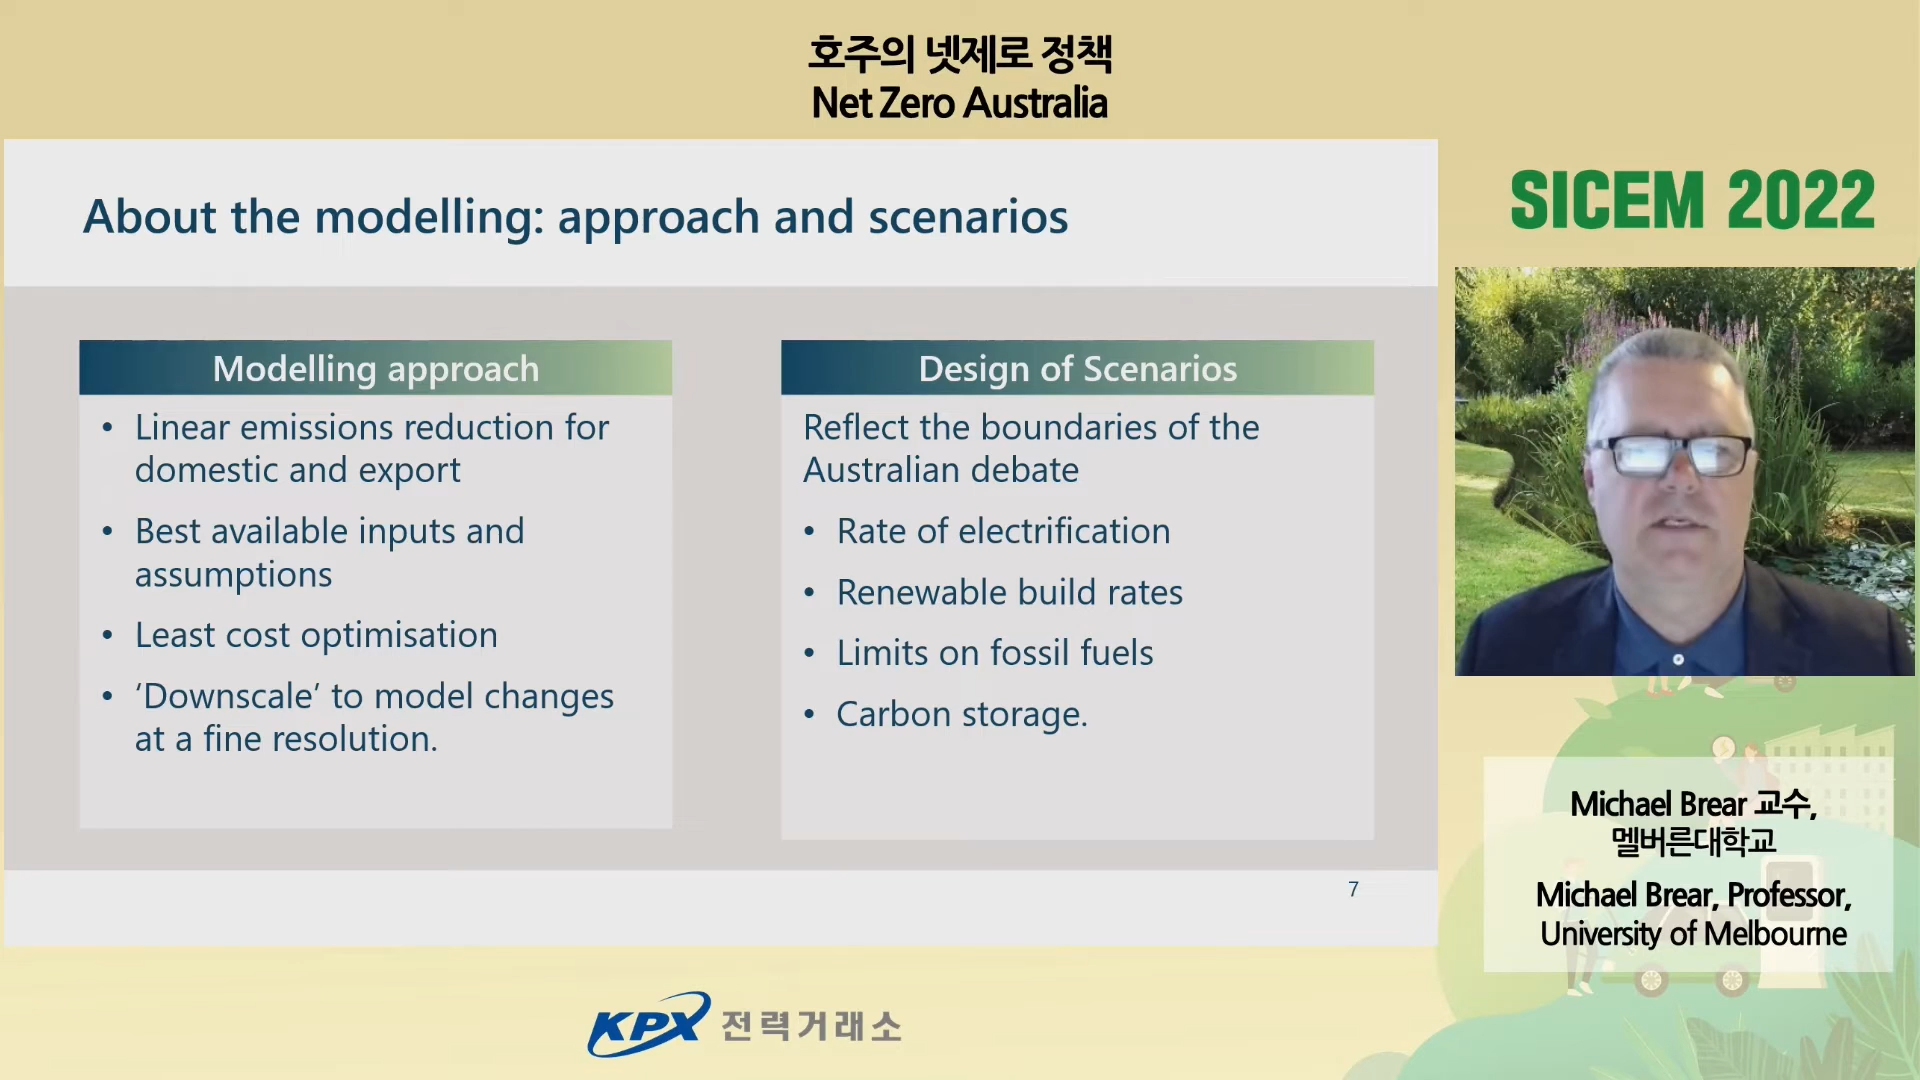 호주의 넷제로 정책
Net Zero Australia
About the modelling: approach and scenarios
SICEM 2022
Modelling approach
• Linear emissions reduction for
domestic and export
• Best available inputs and
assumptions
• Least cost optimisation
• ‘Downscale’ to model changes
at a fine resolution.
Design of Scenarios
Reflect the boundaries of the
Australian debate
• Rate of electrification
• Renewable build rates
• Limits on fossil fuels
• Carbon storage.
7
Michael Brear 교수,
멜버른대학교
Michael Brear, Professor,
University of Melbourne
KPX 전력거래소